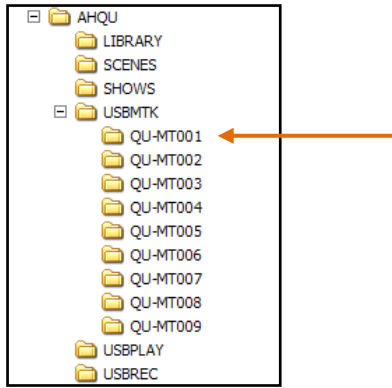 AHQU
LIBRARY
SCENES
SHOWS
USBMTK
QU-MT001
QU-MT002
QU-MT003
QU-MT004
QU-MT005
QU-MT006
QU-MT007
QU-MT008
QU-MT009
USBPLAY
USBREC